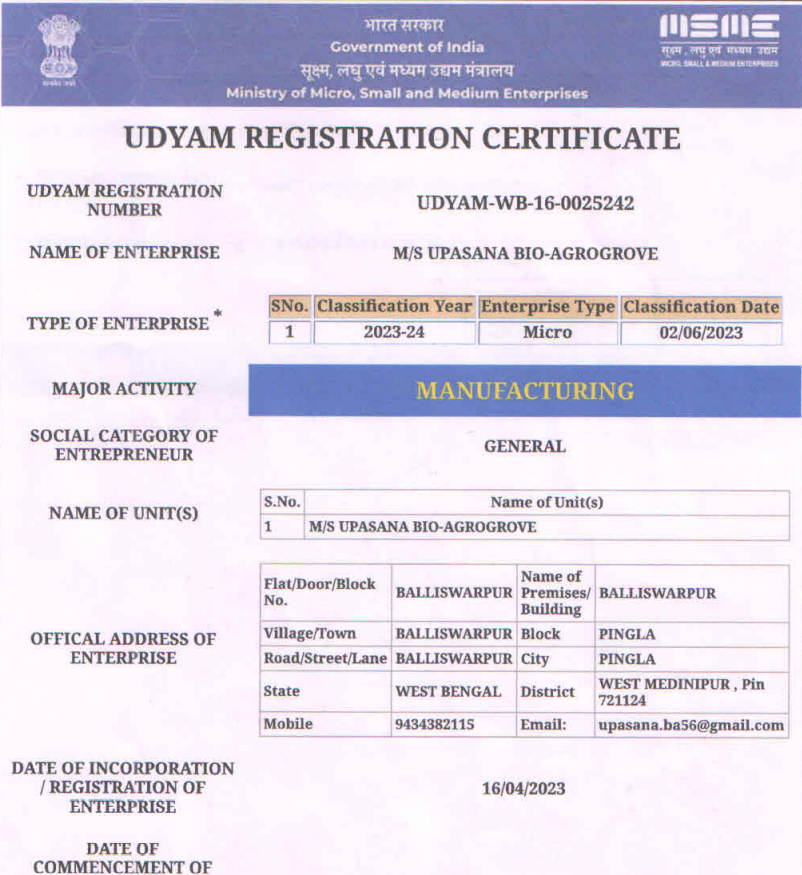 भारत सरकार
Government of India
सूक्ष्म, लघु एवं मध्यम उद्यम मंत्रालय
Ministry of Micro, Small and Medium Enterprises
सत्यमेव जयते
MSME
सूक्ष्म, लघु एवं मध्यम उद्यम
MICRO, SMALL & MEDIUM ENTERPRISES
UDYAM REGISTRATION CERTIFICATE
UDYAM REGISTRATION
NUMBER
UDYAM-WB-16-0025242
NAME OF ENTERPRISE
M/S UPASANA BIO-AGROGROVE
TYPE OF ENTERPRISE *
SNo. Classification Year Enterprise Type Classification Date
1 2023-24 Micro 02/06/2023
MAJOR ACTIVITY
MANUFACTURING
SOCIAL CATEGORY OF
ENTREPRENEUR
GENERAL
NAME OF UNIT(S)
S.No. Name of Unit(s)
1 M/S UPASANA BIO-AGROGROVE
OFFICAL ADDRESS OF
ENTERPRISE
Flat/Door/Block
No.
BALLISWARPUR
Name of
Premises/
Building
BALLISWARPUR
Village/Town BALLISWARPUR Block PINGLA
Road/Street/Lane BALLISWARPUR City PINGLA
State WEST BENGAL District WEST MEDINIPUR , Pin
721124
Mobile 9434382115 Email: upasana.ba56@gmail.com
DATE OF INCORPORATION
/ REGISTRATION OF
ENTERPRISE
16/04/2023
DATE OF
COMMENCEMENT OF